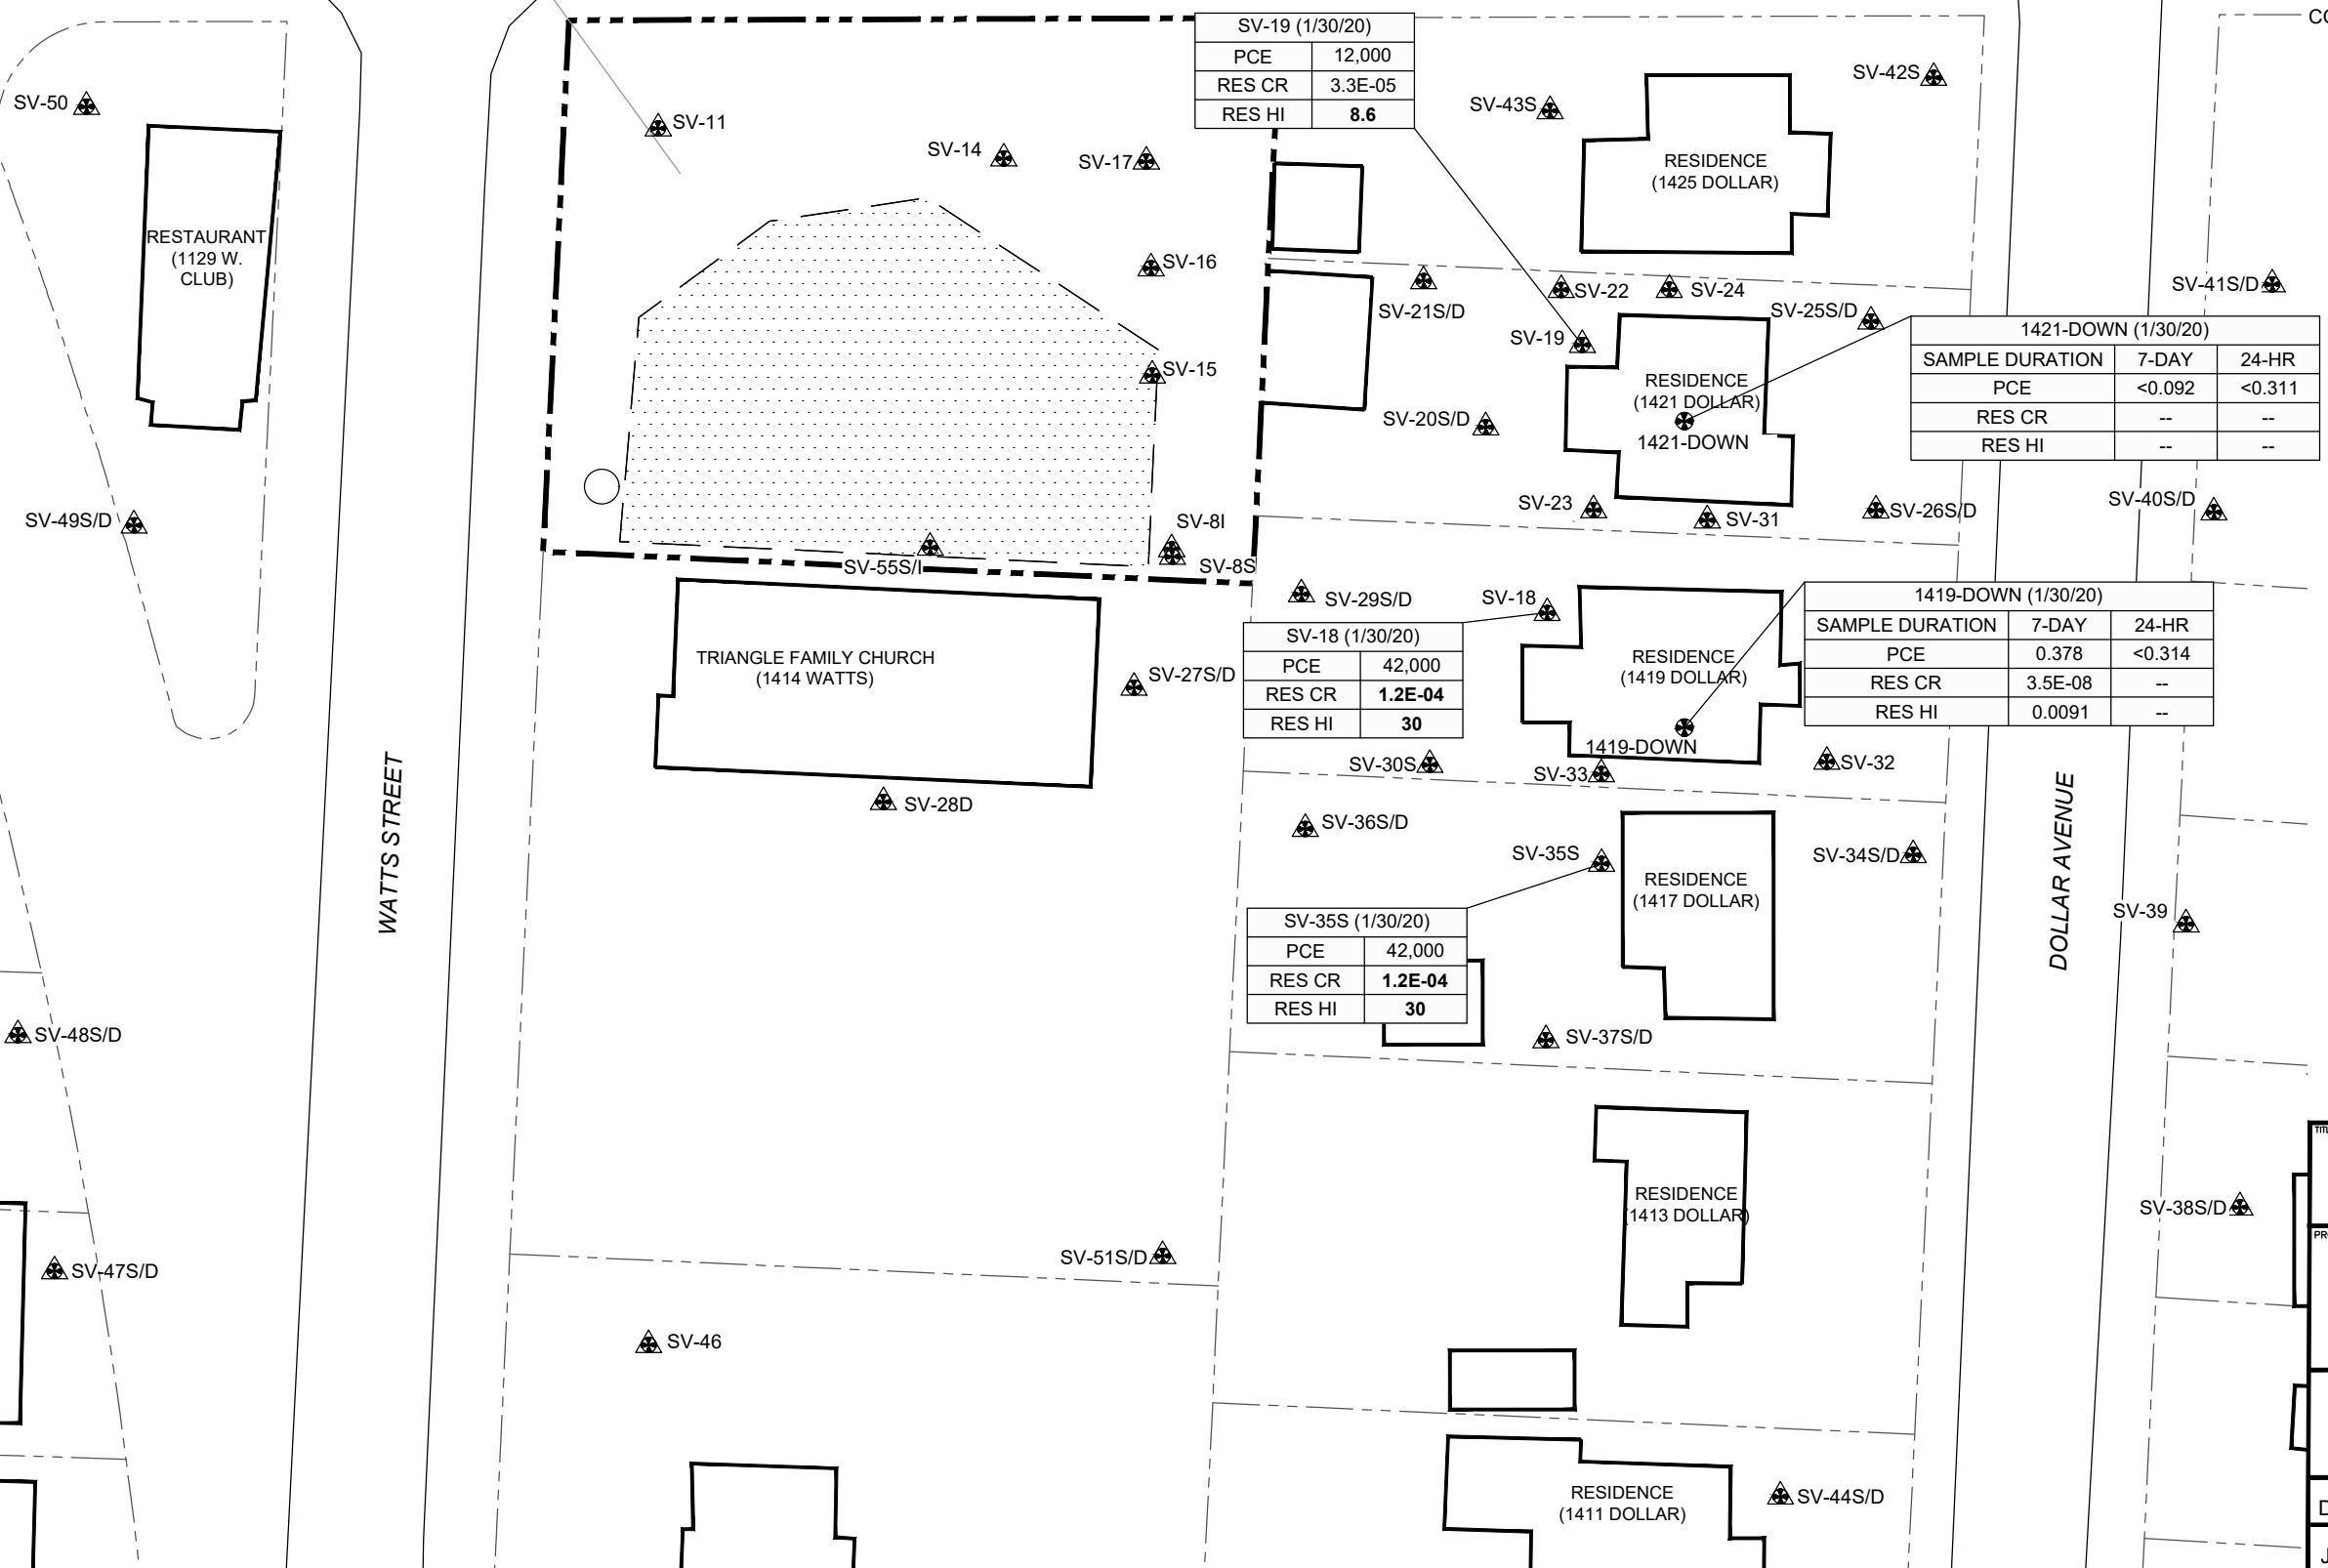 CO
SV-19 (1/30/20)
PCE 12,000
RES CR 3.3E-05
RES HI 8.6
SV-42S
SV-50
SV-43S
SV-11
SV-14
SV-17
RESIDENCE
(1425 DOLLAR)
RESTAURANT
(1129 W.
CLUB)
SV-16
SV-41S/D
SV-22
SV-24
SV-21S/D
SV-25S/D
SV-19
1421-DOWN (1/30/20)
SAMPLE DURATION 7-DAY 24-HR
PCE <0.092 <0.311
RES CR -- --
RES HI -- --
SV-15
RESIDENCE
(1421 DOLLAR)
1421-DOWN
SV-20S/D
SV-23
SV-31
SV-26S/D
SV-40S/D
SV-49S/D
SV-8I
SV-8S
SV-55S/I
SV-29S/D
SV-18
1419-DOWN (1/30/20)
SAMPLE DURATION 7-DAY 24-HR
PCE 0.378 <0.314
RES CR 3.5E-08 --
RES HI 0.0091 --
SV-18 (1/30/20)
PCE 42,000
RES CR 1.2E-04
RES HI 30
TRIANGLE FAMILY CHURCH
(1414 WATTS)
SV-27S/D
RESIDENCE
(1419 DOLLAR)
1419-DOWN
SV-30S
SV-33
SV-32
SV-28D
SV-36S/D
WATTS STREET
DOLLAR AVENUE
SV-35S
SV-34S/D
RESIDENCE
(1417 DOLLAR)
SV-35S (1/30/20)
PCE 42,000
RES CR 1.2E-04
RES HI 30
SV-39
SV-48S/D
SV-37S/D
TITL
RESIDENCE
(1413 DOLLAR)
SV-38S/D
PRO
SV-51S/D
SV-47S/D
SV-46
RESIDENCE
(1411 DOLLAR)
SV-44S/D
D
J